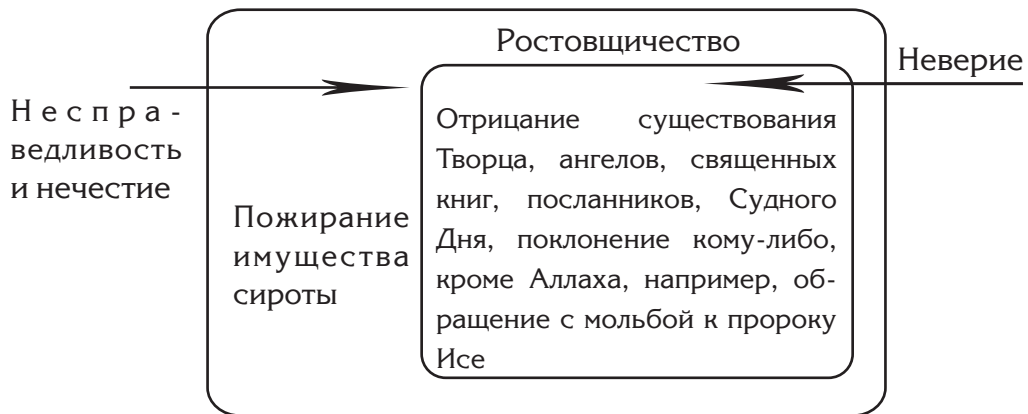 Ростовщичество
Неверие
Неспра-
ведливость
и нечестие
Отрицание существования
Творца, ангелов, священных
книг, посланников, Судного
Дня, поклонение кому-либо,
кроме Аллаха, например, об-
ращение с мольбой к пророку
Исе
Пожирание
имущества
сироты